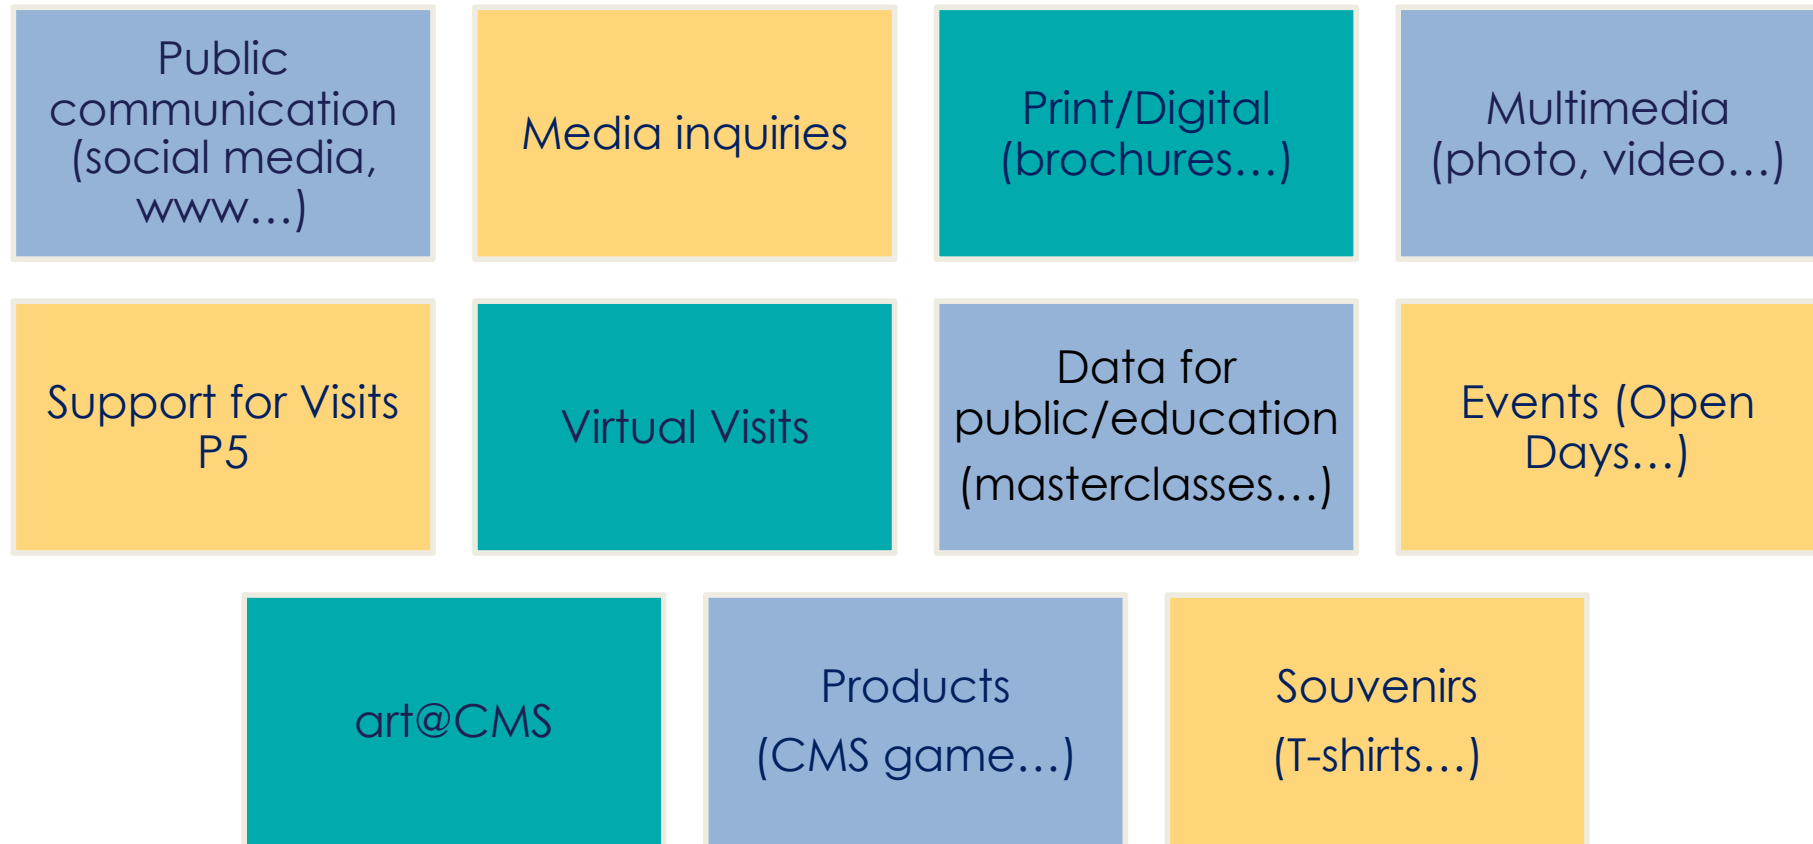 Public
communication
(social media,
www…)
Media inquiries
Print/Digital
(brochures…)
Multimedia
(photo, video…)
Support for Visits
P5
Virtual Visits
Data for
public/education
(masterclasses…)
Events (Open
Days…)
art@CMS
Products
(CMS game…)
Souvenirs
(T-shirts…)